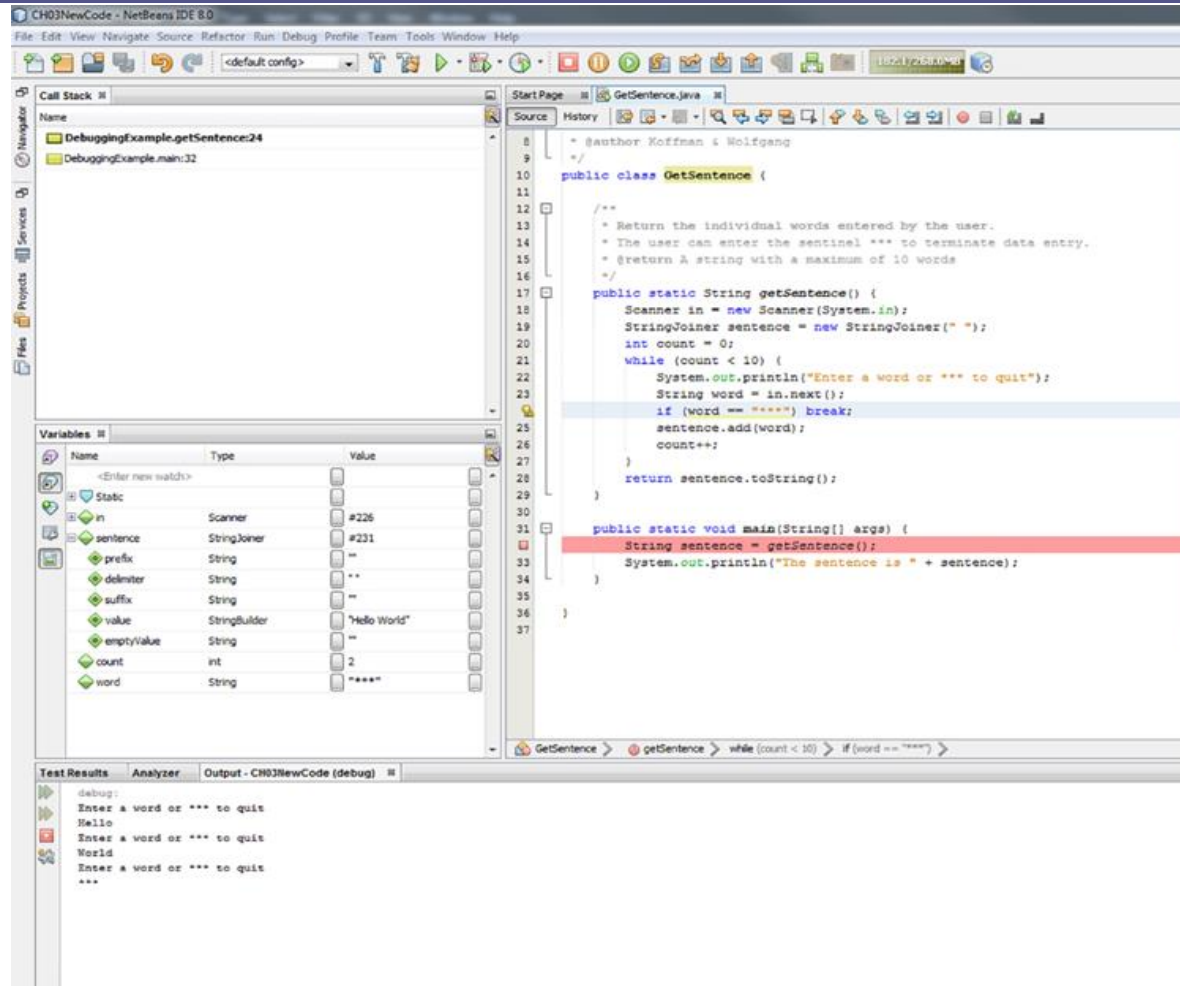 CH03NewCode - NetBeans IDE 8.0
File Edit View Navigate Source Refactor Run Debug Profile Team Tools Window Help
<default config>
182.1/268.0MB
Navigator
Services
Projects
Files
Call Stack
Name
DebuggingExample.getSentence:24
DebuggingExample.main:32
Variables
Name Type Value
<Enter new watch>
Static
in Scanner #226
sentence StringJoiner #231
prefix String ""
delimiter String " "
suffix String ""
value StringBuilder "Hello World"
emptyValue String ""
count int 2
word String "***"
Start Page GetSentence.java
Source History
8 * @author Koffman & Wolfgang
9 */
10 public class GetSentence {
11
12 /**
13 * Return the individual words entered by the user.
14 * The user can enter the sentinel *** to terminate data entry.
15 * @return A string with a maximum of 10 words
16 */
17 public static String getSentence() {
18 Scanner in = new Scanner(System.in);
19 StringJoiner sentence = new StringJoiner(" ");
20 int count = 0;
21 while (count < 10) {
22 System.out.println("Enter a word or *** to quit");
23 String word = in.next();
if (word == "***") break;
25 sentence.add(word);
26 count++;
27 }
28 return sentence.toString();
29 }
30
31 public static void main(String[] args) {
String sentence = getSentence();
33 System.out.println("The sentence is " + sentence);
34 }
35
36 }
37
GetSentence getSentence while (count < 10) if (word == "***")
Test Results Analyzer Output - CH03NewCode (debug)
debug:
Enter a word or *** to quit
Hello
Enter a word or *** to quit
World
Enter a word or *** to quit
***